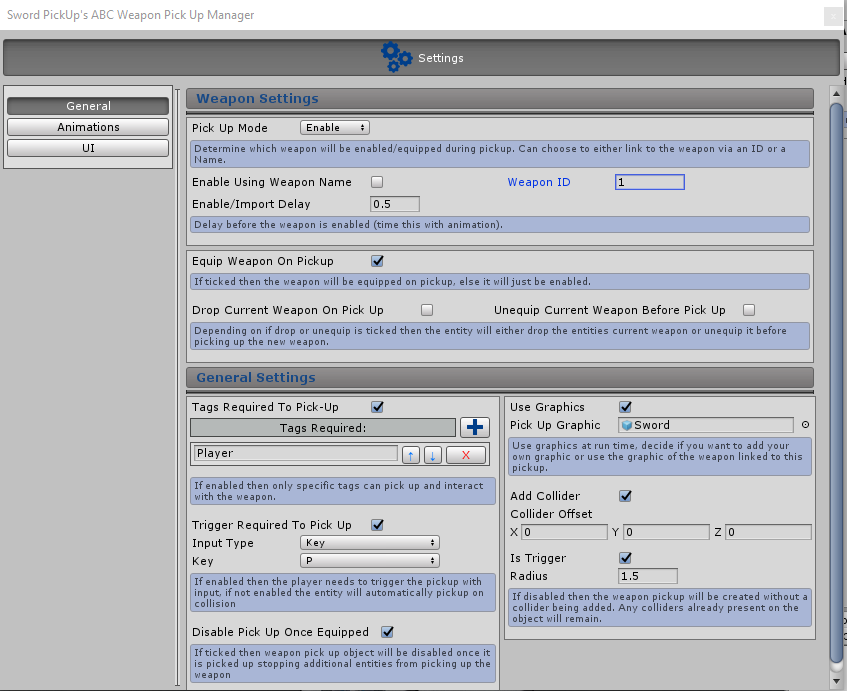 Sword PickUp's ABC Weapon Pick Up Manager
Settings
General
Animations
UI
Weapon Settings
Pick Up Mode Enable
Determine which weapon will be enabled/equipped during pickup. Can choose to either link to the weapon via an ID or a
Name.
Enable Using Weapon Name Weapon ID 1
Enable/Import Delay 0.5
Delay before the weapon is enabled (time this with animation).
Equip Weapon On Pickup
If ticked then the weapon will be equipped on pickup, else it will just be enabled.
Drop Current Weapon On Pick Up Unequip Current Weapon Before Pick Up
Depending on if drop or unequip is ticked then the entity will either drop the entities current weapon or unequip it before
picking up the new weapon.
General Settings
Tags Required To Pick-Up
Tags Required:
Player X
If enabled then only specific tags can pick up and interact
with the weapon.
Trigger Required To Pick Up
Input Type Key
Key P
If enabled then the player needs to trigger the pickup with
input, if not enabled the entity will automatically pickup on
collision
Disable Pick Up Once Equipped
If ticked then weapon pick up object will be disabled once it
is picked up stopping additional entities from picking up the
weapon
Use Graphics
Pick Up Graphic Sword
Use graphics at run time, decide if you want to add your
own graphic or use the graphic of the weapon linked to this
pickup.
Add Collider
Collider Offset
X 0 Y 0 Z 0
Is Trigger
Radius 1.5
If disabled then the weapon pickup will be created without a
collider being added. Any colliders already present on the
object will remain.